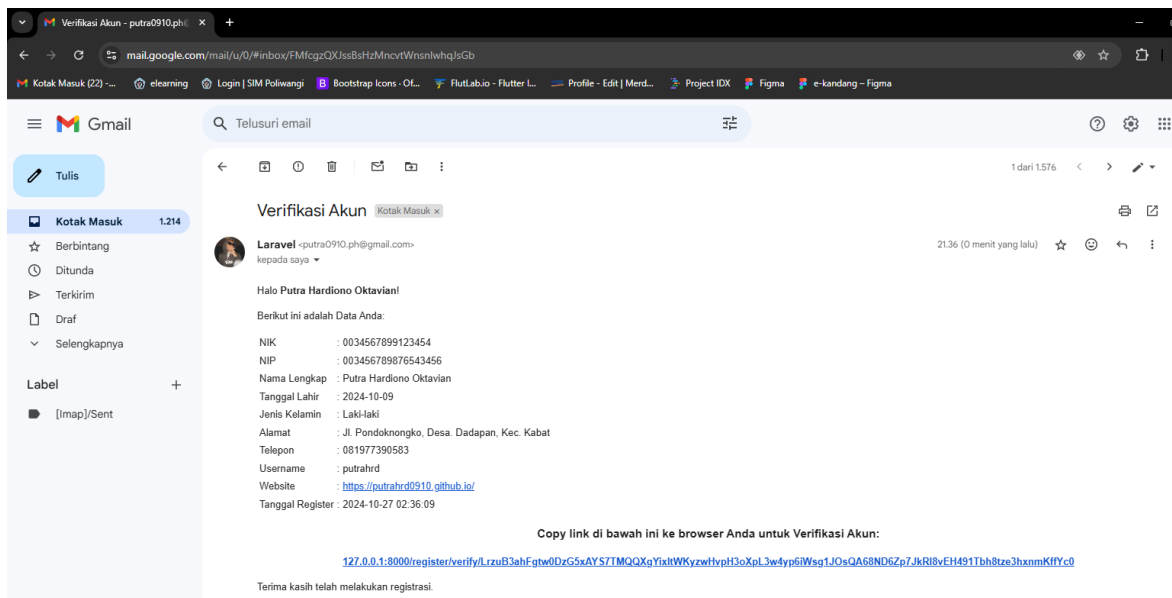 Verifikasi Akun - putra0910.ph
mail.google.com/mail/u/0/#inbox/FMfcgzQXJssBsHzMncvtWnsnlwhqJsGb
Kotak Masuk (22) -... elearning Login | SIM Poliwangi Bootstrap Icons · Of... FlutLab.io - Flutter I... Profile - Edit | Merd... Project IDX Figma e-kandang – Figma
Gmail
Telusuri email
Tulis
1 dari 1.576
Verifikasi Akun Kotak Masuk ×
Kotak Masuk 1.214
Berbintang
Ditunda
Terkirim
Draf
Selengkapnya
Label +
[Imap]/Sent
Laravel <putra0910.ph@gmail.com>
21.36 (0 menit yang lalu)
kepada saya
Halo Putra Hardiono Oktavian!
Berikut ini adalah Data Anda:
NIK : 0034567899123454
NIP : 003456789876543456
Nama Lengkap : Putra Hardiono Oktavian
Tanggal Lahir : 2024-10-09
Jenis Kelamin : Laki-laki
Alamat : Jl. Pondoknongko, Desa. Dadapan, Kec. Kabat
Telepon : 081977390583
Username : putrahrd
Website : https://putrahrd0910.github.io/
Tanggal Register : 2024-10-27 02:36:09
Copy link di bawah ini ke browser Anda untuk Verifikasi Akun:
127.0.0.1:8000/register/verify/LrzuB3ahFgtw0DzG5xAYS7TMQQXgYixltWKyzwHvpH3oXpL3w4yp6iWsg1JOsQA68ND6Zp7JkRl8vEH491Tbh8tze3hxnmKffYc0
Terima kasih telah melakukan registrasi.